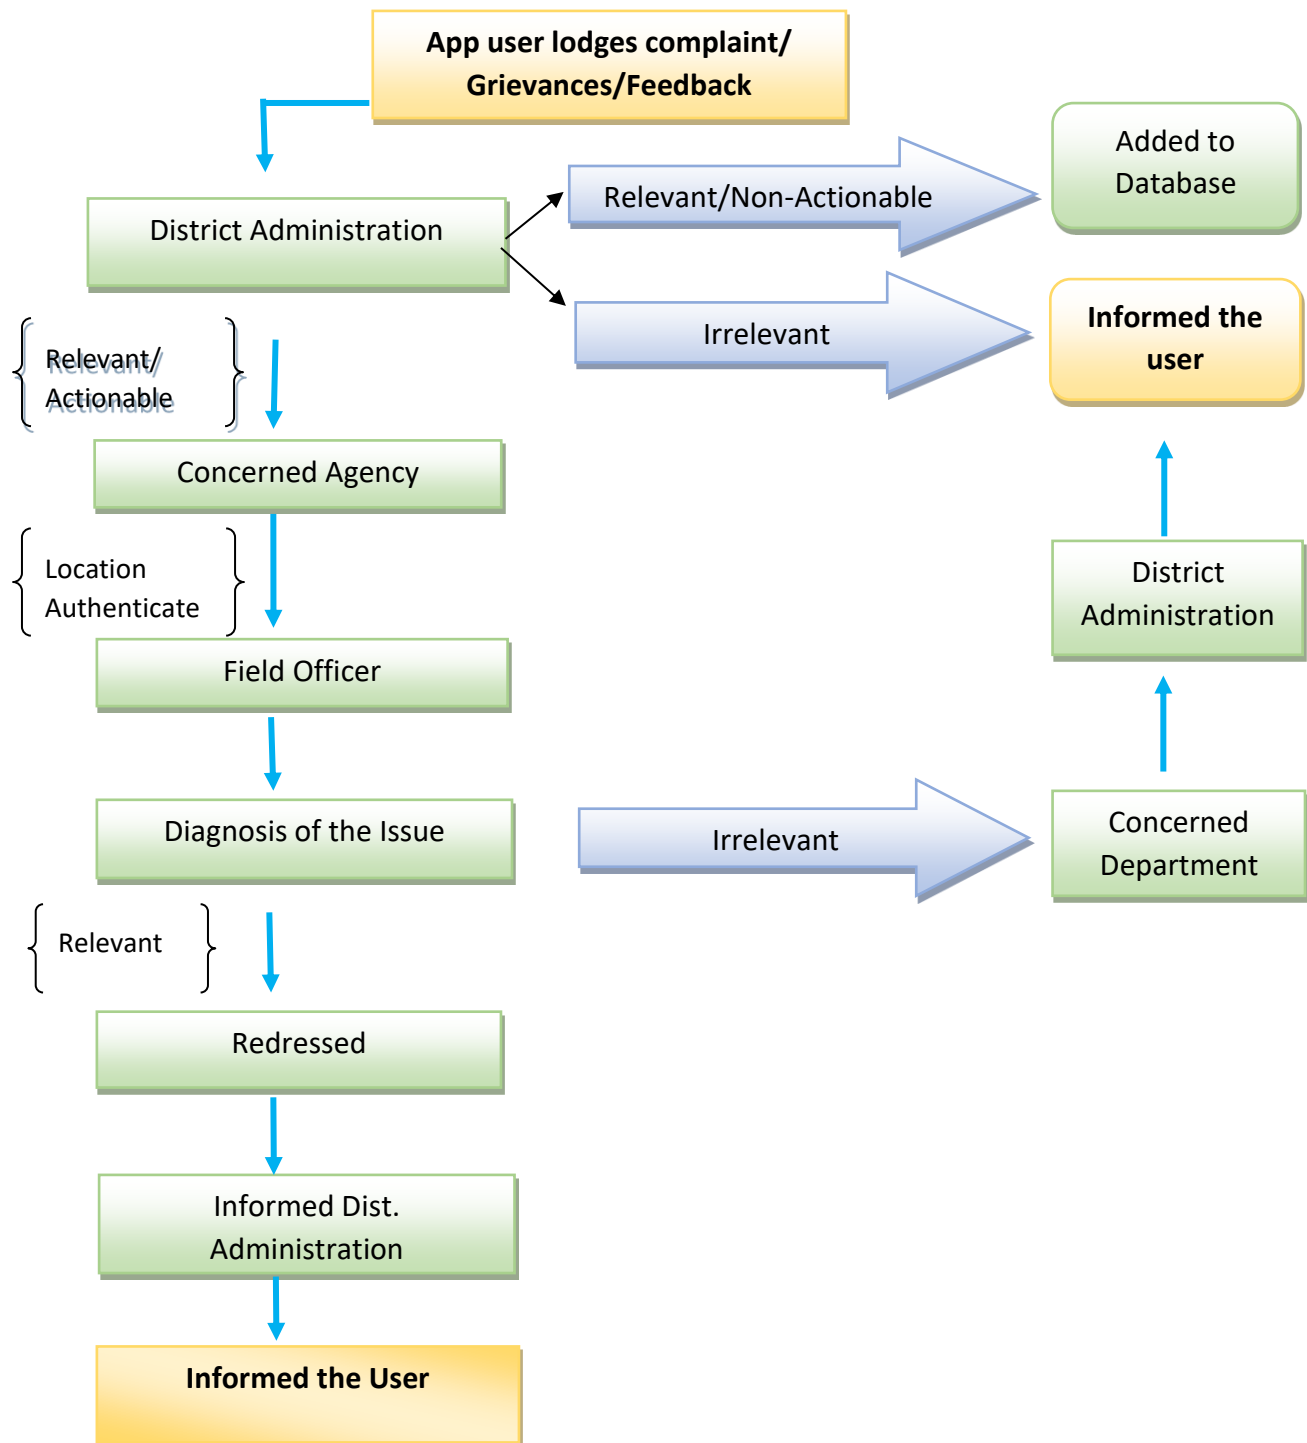 App user lodges complaint/
Grievances/Feedback
Added to
Database
Relevant/Non-Actionable
District Administration
Irrelevant
Informed the
user
Relevant/
Actionable
Concerned Agency
Location
Authenticate
District
Administration
Field Officer
Diagnosis of the Issue
Irrelevant
Concerned
Department
Relevant
Redressed
Informed Dist.
Administration
Informed the User